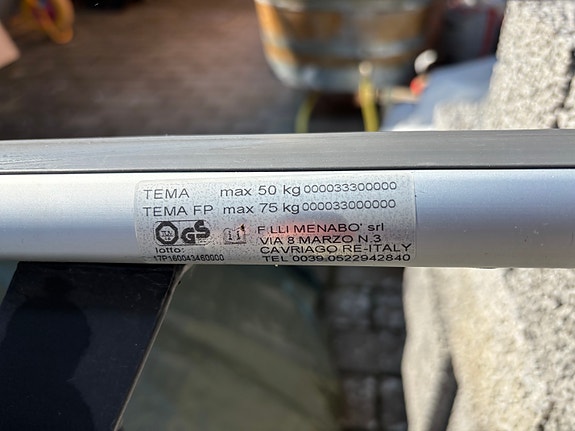 TEMA max 50 kg 000033300000
TEMA FP max 75 kg 000033000000
GS
F.LLI MENABO' srl
VIA 8 MARZO N.3
CAVRIAGO RE-ITALY
TEL 0039.0522942840
lotto:
17P160043460000